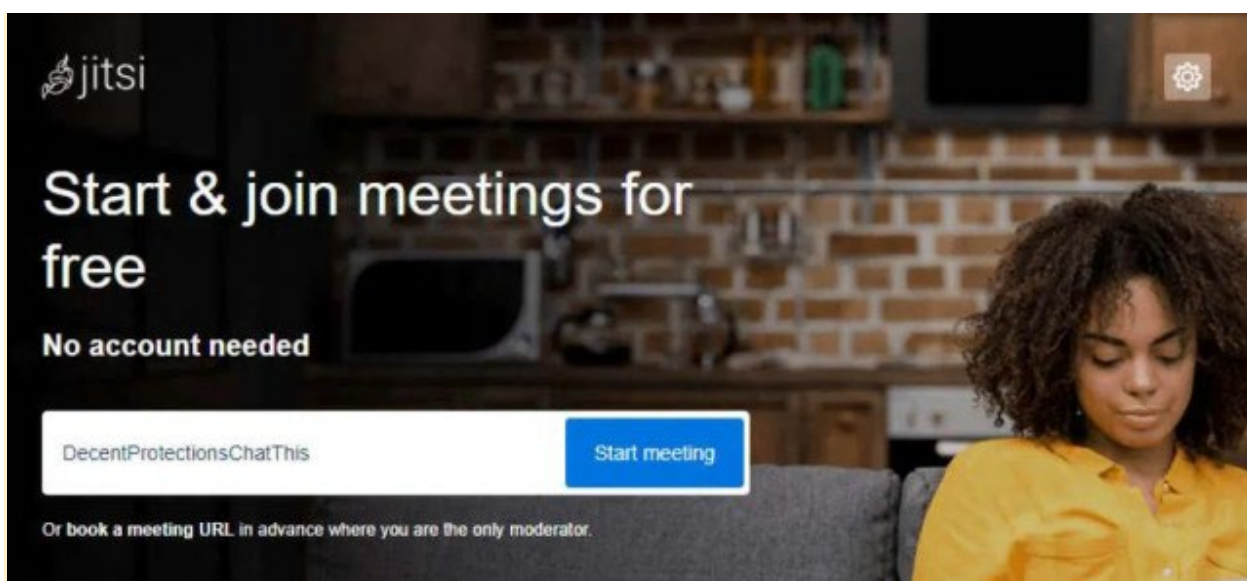 jitsi
Start & join meetings for
free
No account needed
DecentProtectionsChatThis
Start meeting
Or book a meeting URL in advance where you are the only moderator.